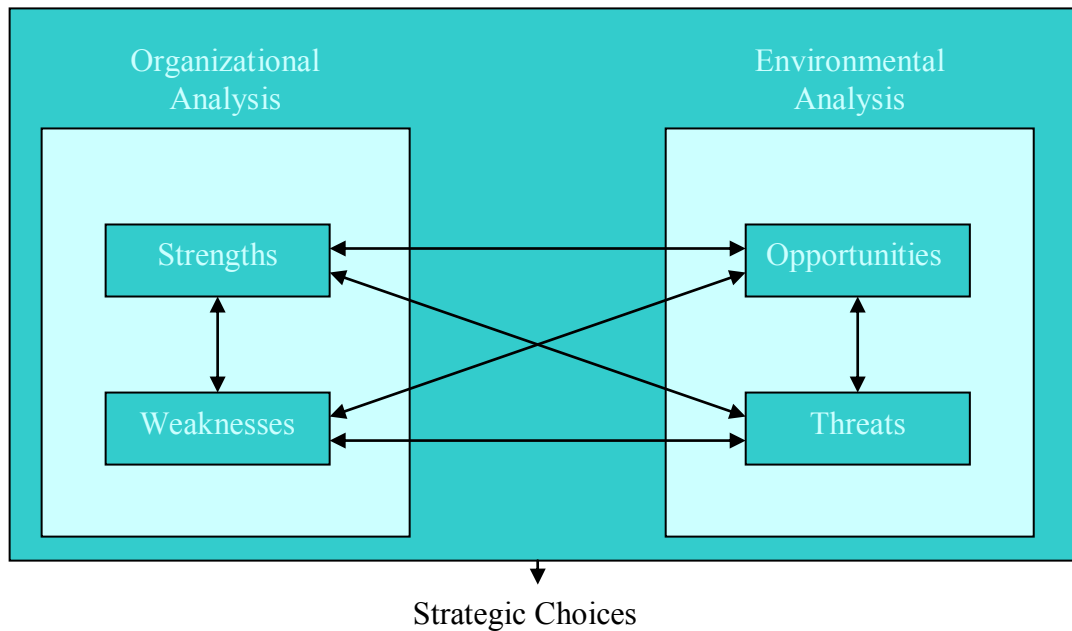 Organizational
Analysis
Environmental
Analysis
Strengths
Opportunities
Weaknesses
Threats
Strategic Choices